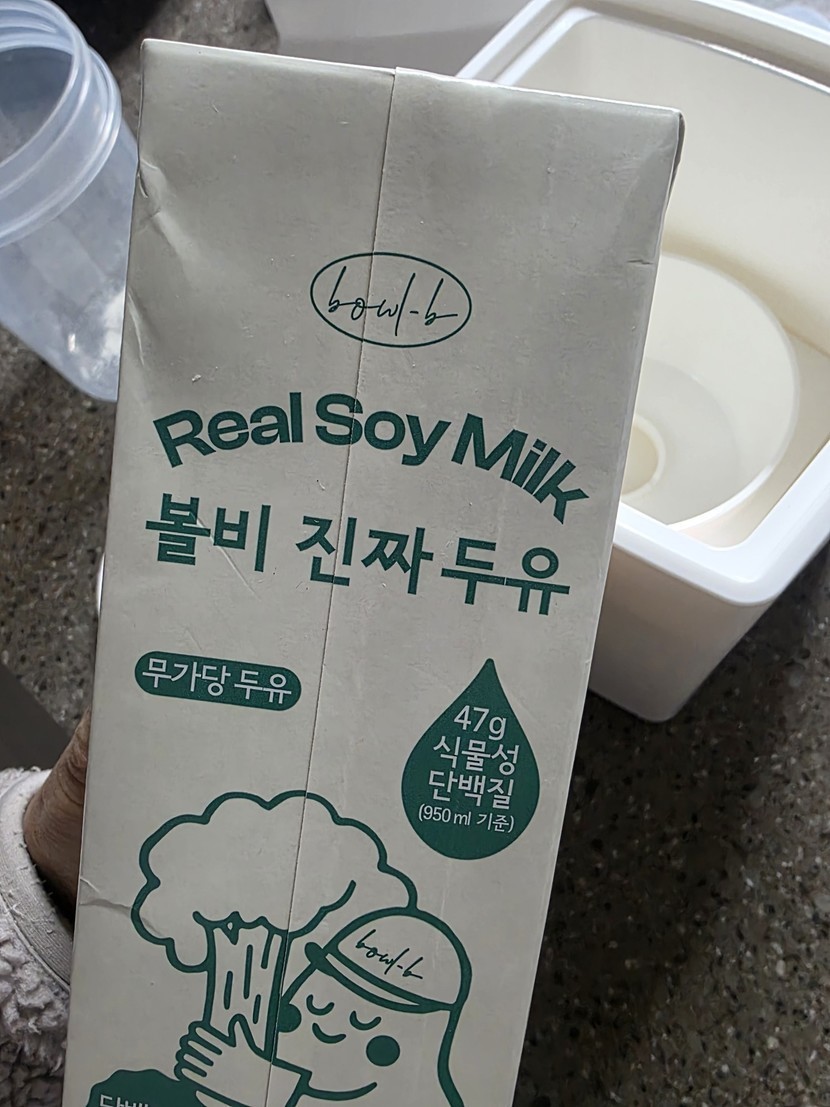 bowl-b
Real Soy Milk
볼비 진짜 두유
무가당 두유
47g
식물성
단백질
(950ml 기준)
bowl-b